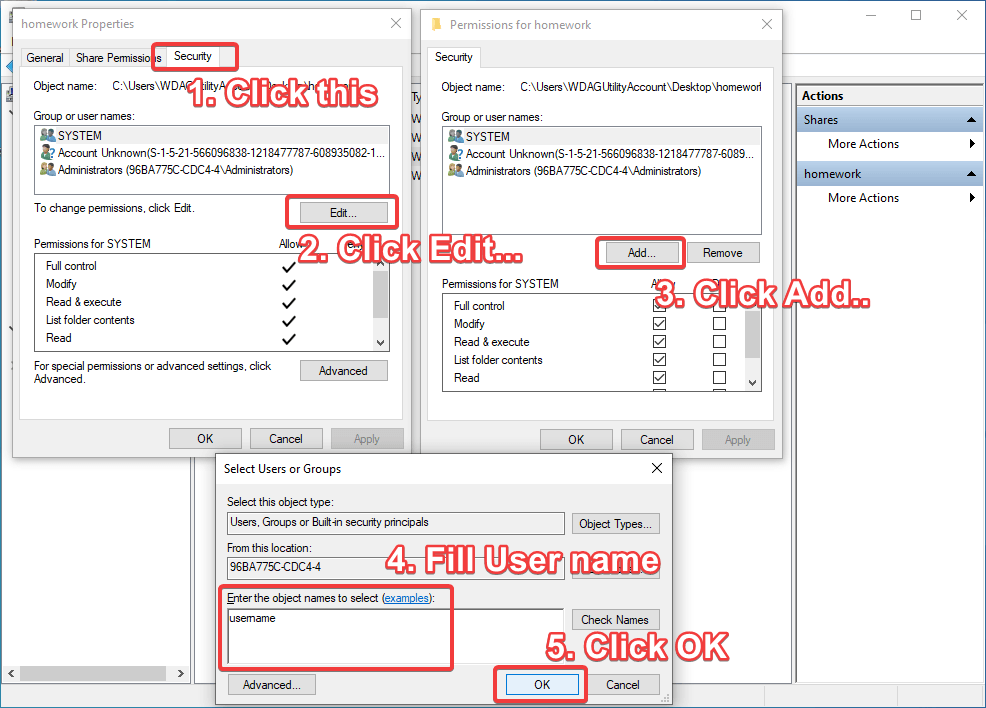 homework Properties
General
Share Permissions
Security
1. Click this
Object name:
C:\Users\WDAGUtilityAccount\Desktop\homework
Group or user names:
SYSTEM
Account Unknown(S-1-5-21-566096838-1218477787-608935082-1...
Administrators (96BA775C-CDC4-4\Administrators)
To change permissions, click Edit.
Edit...
2. Click Edit...
Permissions for SYSTEM
Allow
Full control
Modify
Read & execute
List folder contents
Read
For special permissions or advanced settings, click
Advanced.
Advanced
OK
Cancel
Apply
Permissions for homework
Security
Object name:
C:\Users\WDAGUtilityAccount\Desktop\homework
Group or user names:
SYSTEM
Account Unknown(S-1-5-21-566096838-1218477787-6089...
Administrators (96BA775C-CDC4-4\Administrators)
Add...
Remove
3. Click Add..
Permissions for SYSTEM
Full control
Modify
Read & execute
List folder contents
Read
OK
Cancel
Apply
Actions
Shares
More Actions
homework
More Actions
Select Users or Groups
Select this object type:
Users, Groups or Built-in security principals
Object Types...
From this location:
96BA775C-CDC4-4
4. Fill User name
Enter the object names to select (examples):
username
Check Names
5. Click OK
Advanced...
OK
Cancel